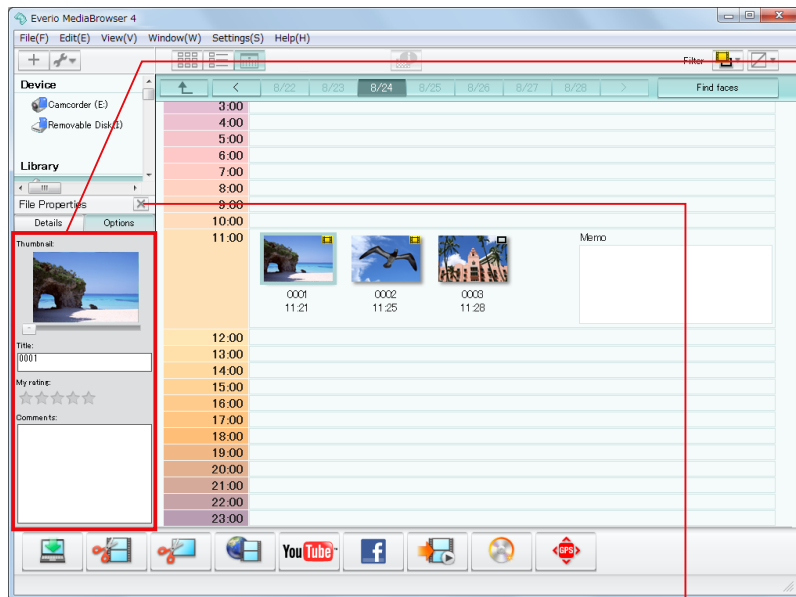 Everio MediaBrowser 4
File(F) Edit(E) View(V) Window(W) Settings(S) Help(H)
Filter
Device
Camcorder (E:)
Removable Disk(I)
Library
< 8/22 8/23 8/24 8/25 8/26 8/27 8/28 > Find faces
File Properties
Details Options
Thumbnail:
Title:
0001
My rating:
Comments:
3:00
4:00
5:00
6:00
7:00
8:00
9:00
10:00
11:00
Memo
0001 0002 0003
11:21 11:25 11:28
12:00
13:00
14:00
15:00
16:00
17:00
18:00
19:00
20:00
21:00
22:00
23:00
YouTube f GPS